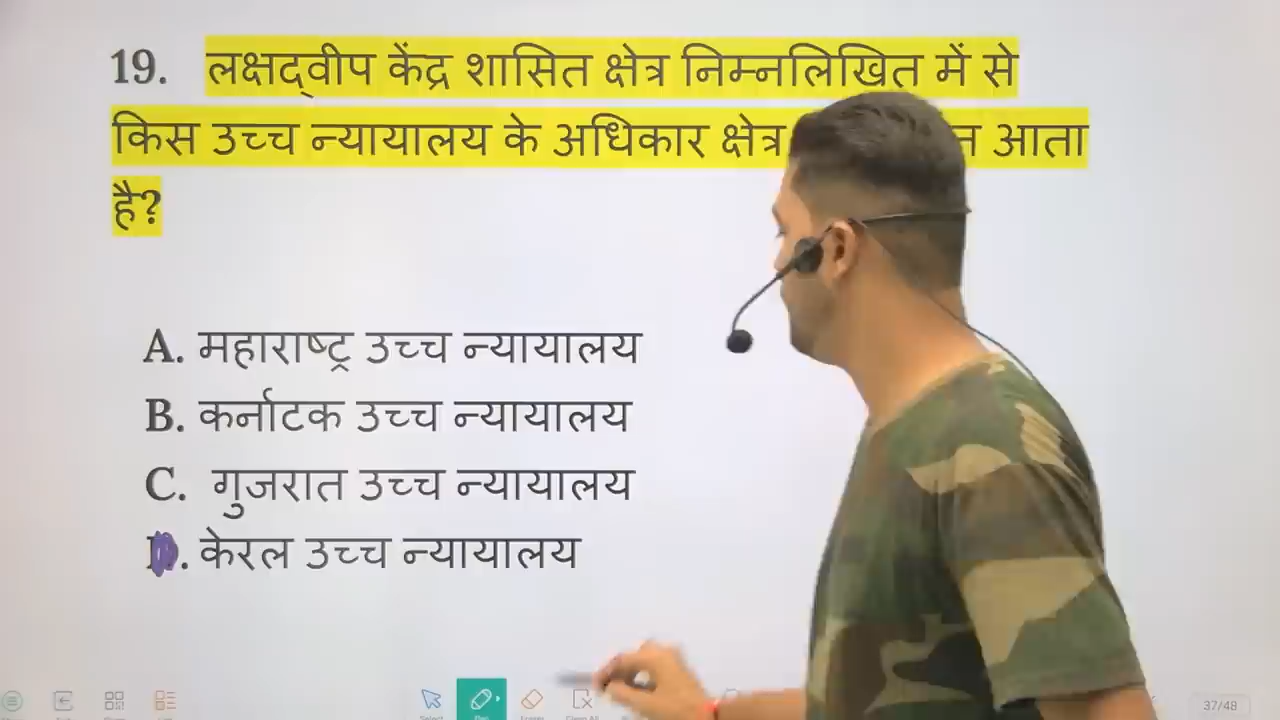 19. लक्षद्वीप केंद्र शासित क्षेत्र निम्नलिखित में से
किस उच्च न्यायालय के अधिकार क्षेत्र आता
है?
A. महाराष्ट्र उच्च न्यायालय
B. कर्नाटक उच्च न्यायालय
C. गुजरात उच्च न्यायालय
D. केरल उच्च न्यायालय
Select
37/48